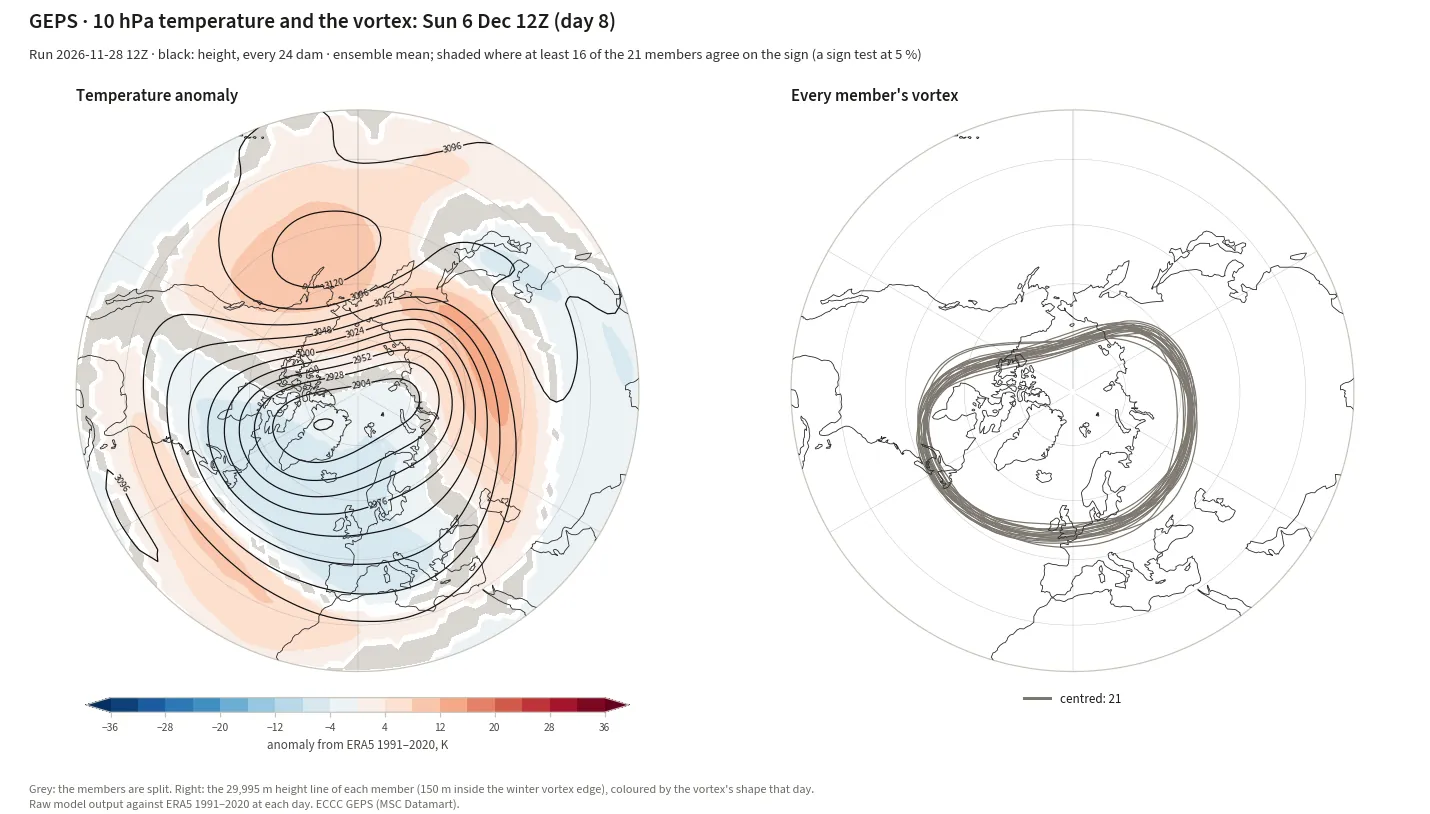 GEPS · 10 hPa temperature and the vortex: Sun 6 Dec 12Z (day 8)
Run 2026-11-28 12Z · black: height, every 24 dam · ensemble mean; shaded where at least 16 of the 21 members agree on the sign (a sign test at 5 %)
Temperature anomaly
Every member's vortex
3096
3120
3096
3072
3048
3024
3000
2952
2928
2904
3096
2976
centred: 21
−36 −28 −20 −12 −4 4 12 20 28 36
anomaly from ERA5 1991–2020, K
Grey: the members are split. Right: the 29,995 m height line of each member (150 m inside the winter vortex edge), coloured by the vortex's shape that day.
Raw model output against ERA5 1991–2020 at each day. ECCC GEPS (MSC Datamart).